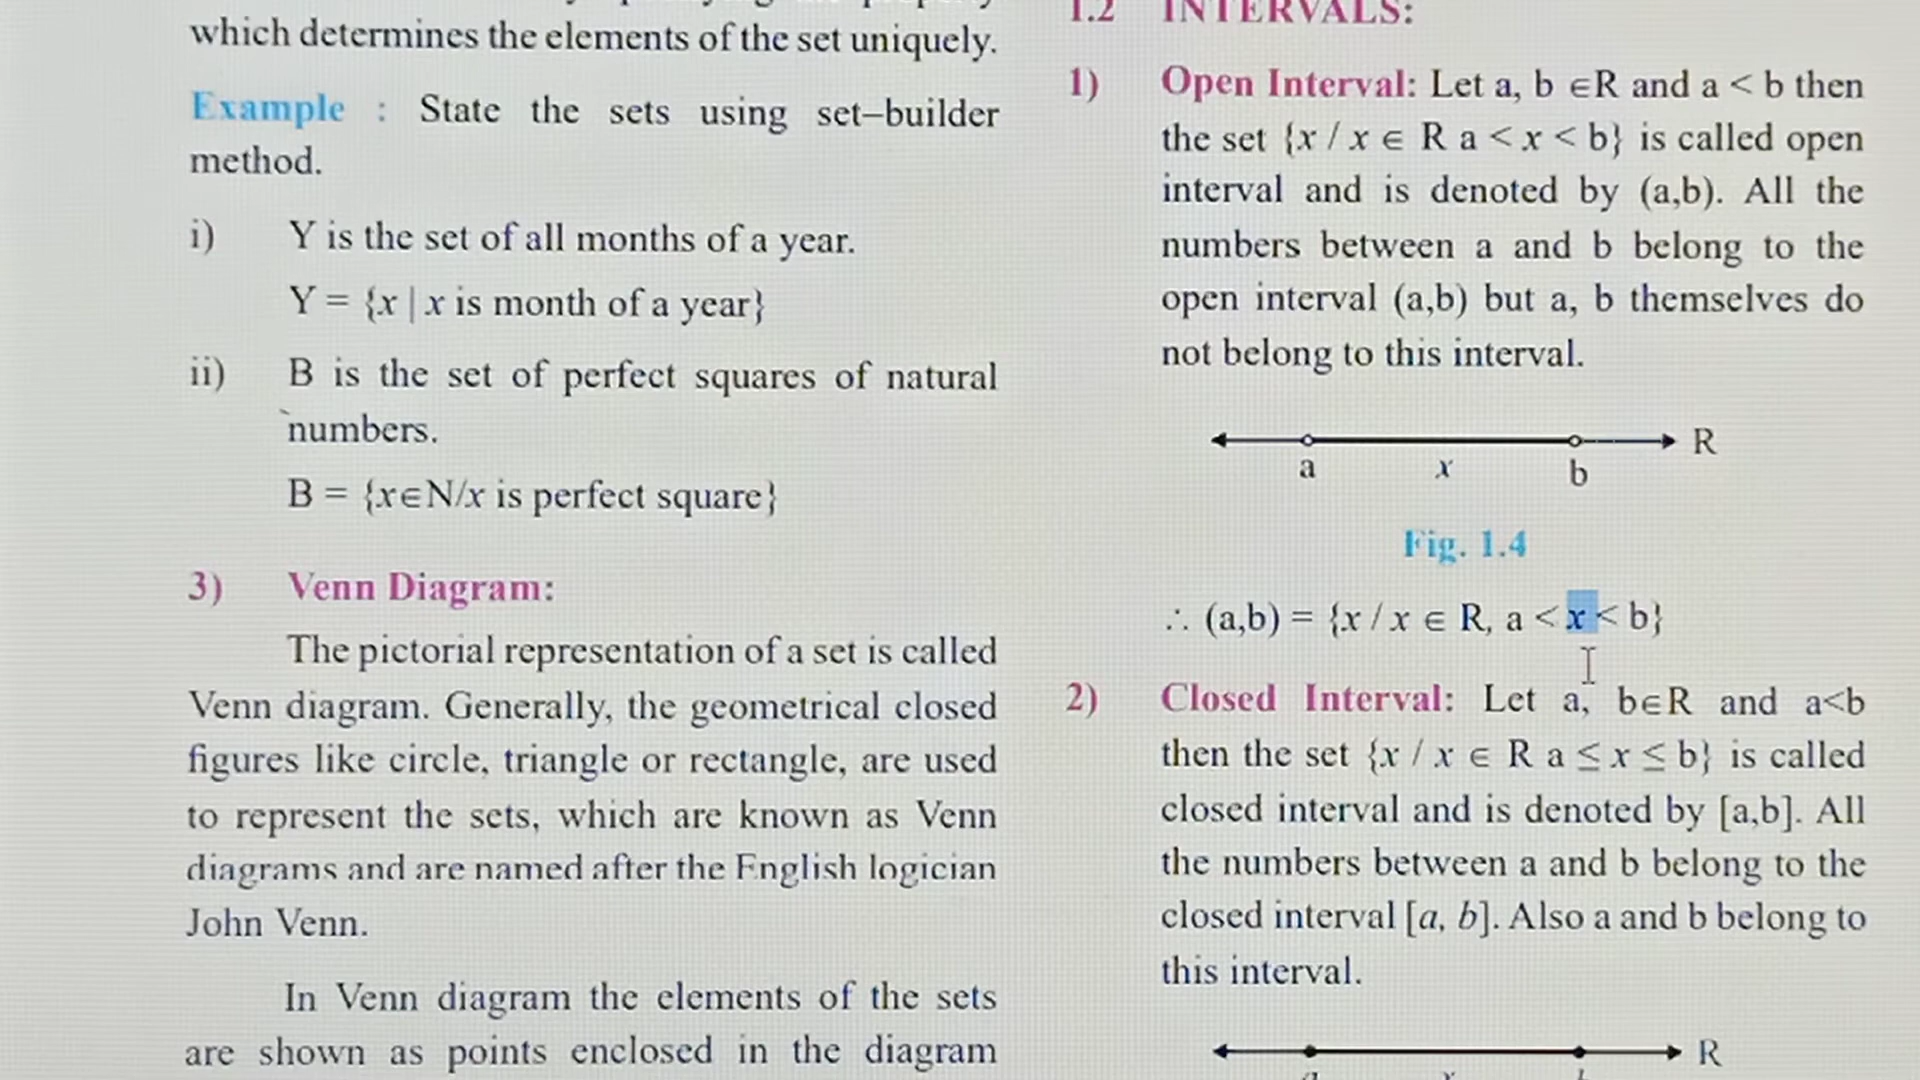 which determines the elements of the set uniquely.
Example : State the sets using set–builder
method.
i) Y is the set of all months of a year.
Y = {x | x is month of a year}
ii) B is the set of perfect squares of natural
numbers.
B = {x∈N/x is perfect square}
3) Venn Diagram:
The pictorial representation of a set is called
Venn diagram. Generally, the geometrical closed
figures like circle, triangle or rectangle, are used
to represent the sets, which are known as Venn
diagrams and are named after the English logician
John Venn.
In Venn diagram the elements of the sets
are shown as points enclosed in the diagram
1.2 INTERVALS:
1) Open Interval: Let a, b ∈R and a < b then
the set {x / x ∈ R a < x < b} is called open
interval and is denoted by (a,b). All the
numbers between a and b belong to the
open interval (a,b) but a, b themselves do
not belong to this interval.
R
a x b
Fig. 1.4
∴ (a,b) = {x / x ∈ R, a < x < b}
2) Closed Interval: Let a, b∈R and a<b
then the set {x / x ∈ R a ≤ x ≤ b} is called
closed interval and is denoted by [a,b]. All
the numbers between a and b belong to the
closed interval [a, b]. Also a and b belong to
this interval.
R